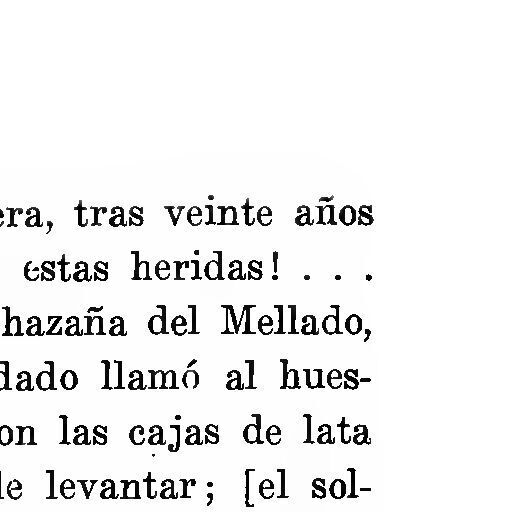 era, tras veinte años
estas heridas! . . .
hazaña del Mellado,
dado llamó al hues-
on las cajas de lata
le levantar; [el sol-